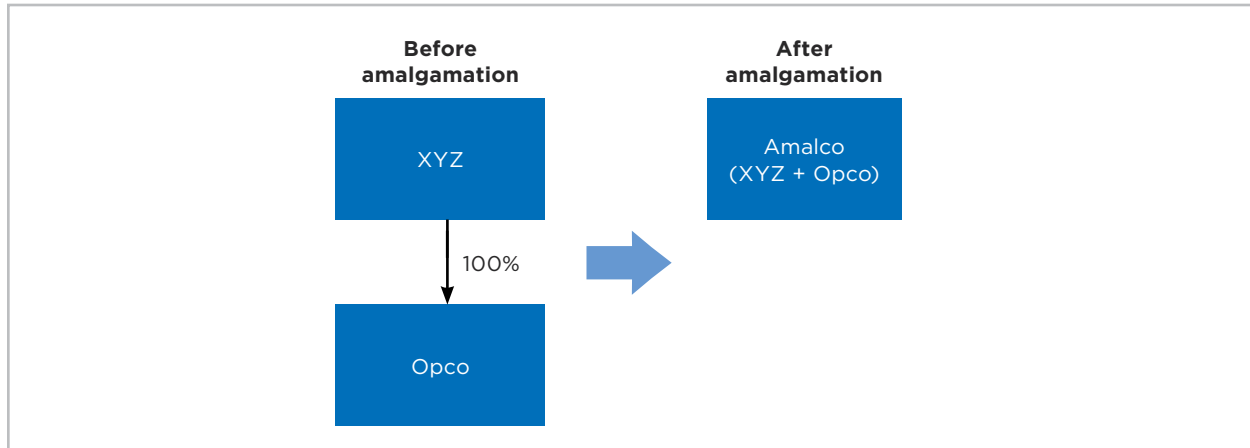 Before
amalgamation
After
amalgamation
XYZ
Amalco
(XYZ + Opco)
100%
Opco